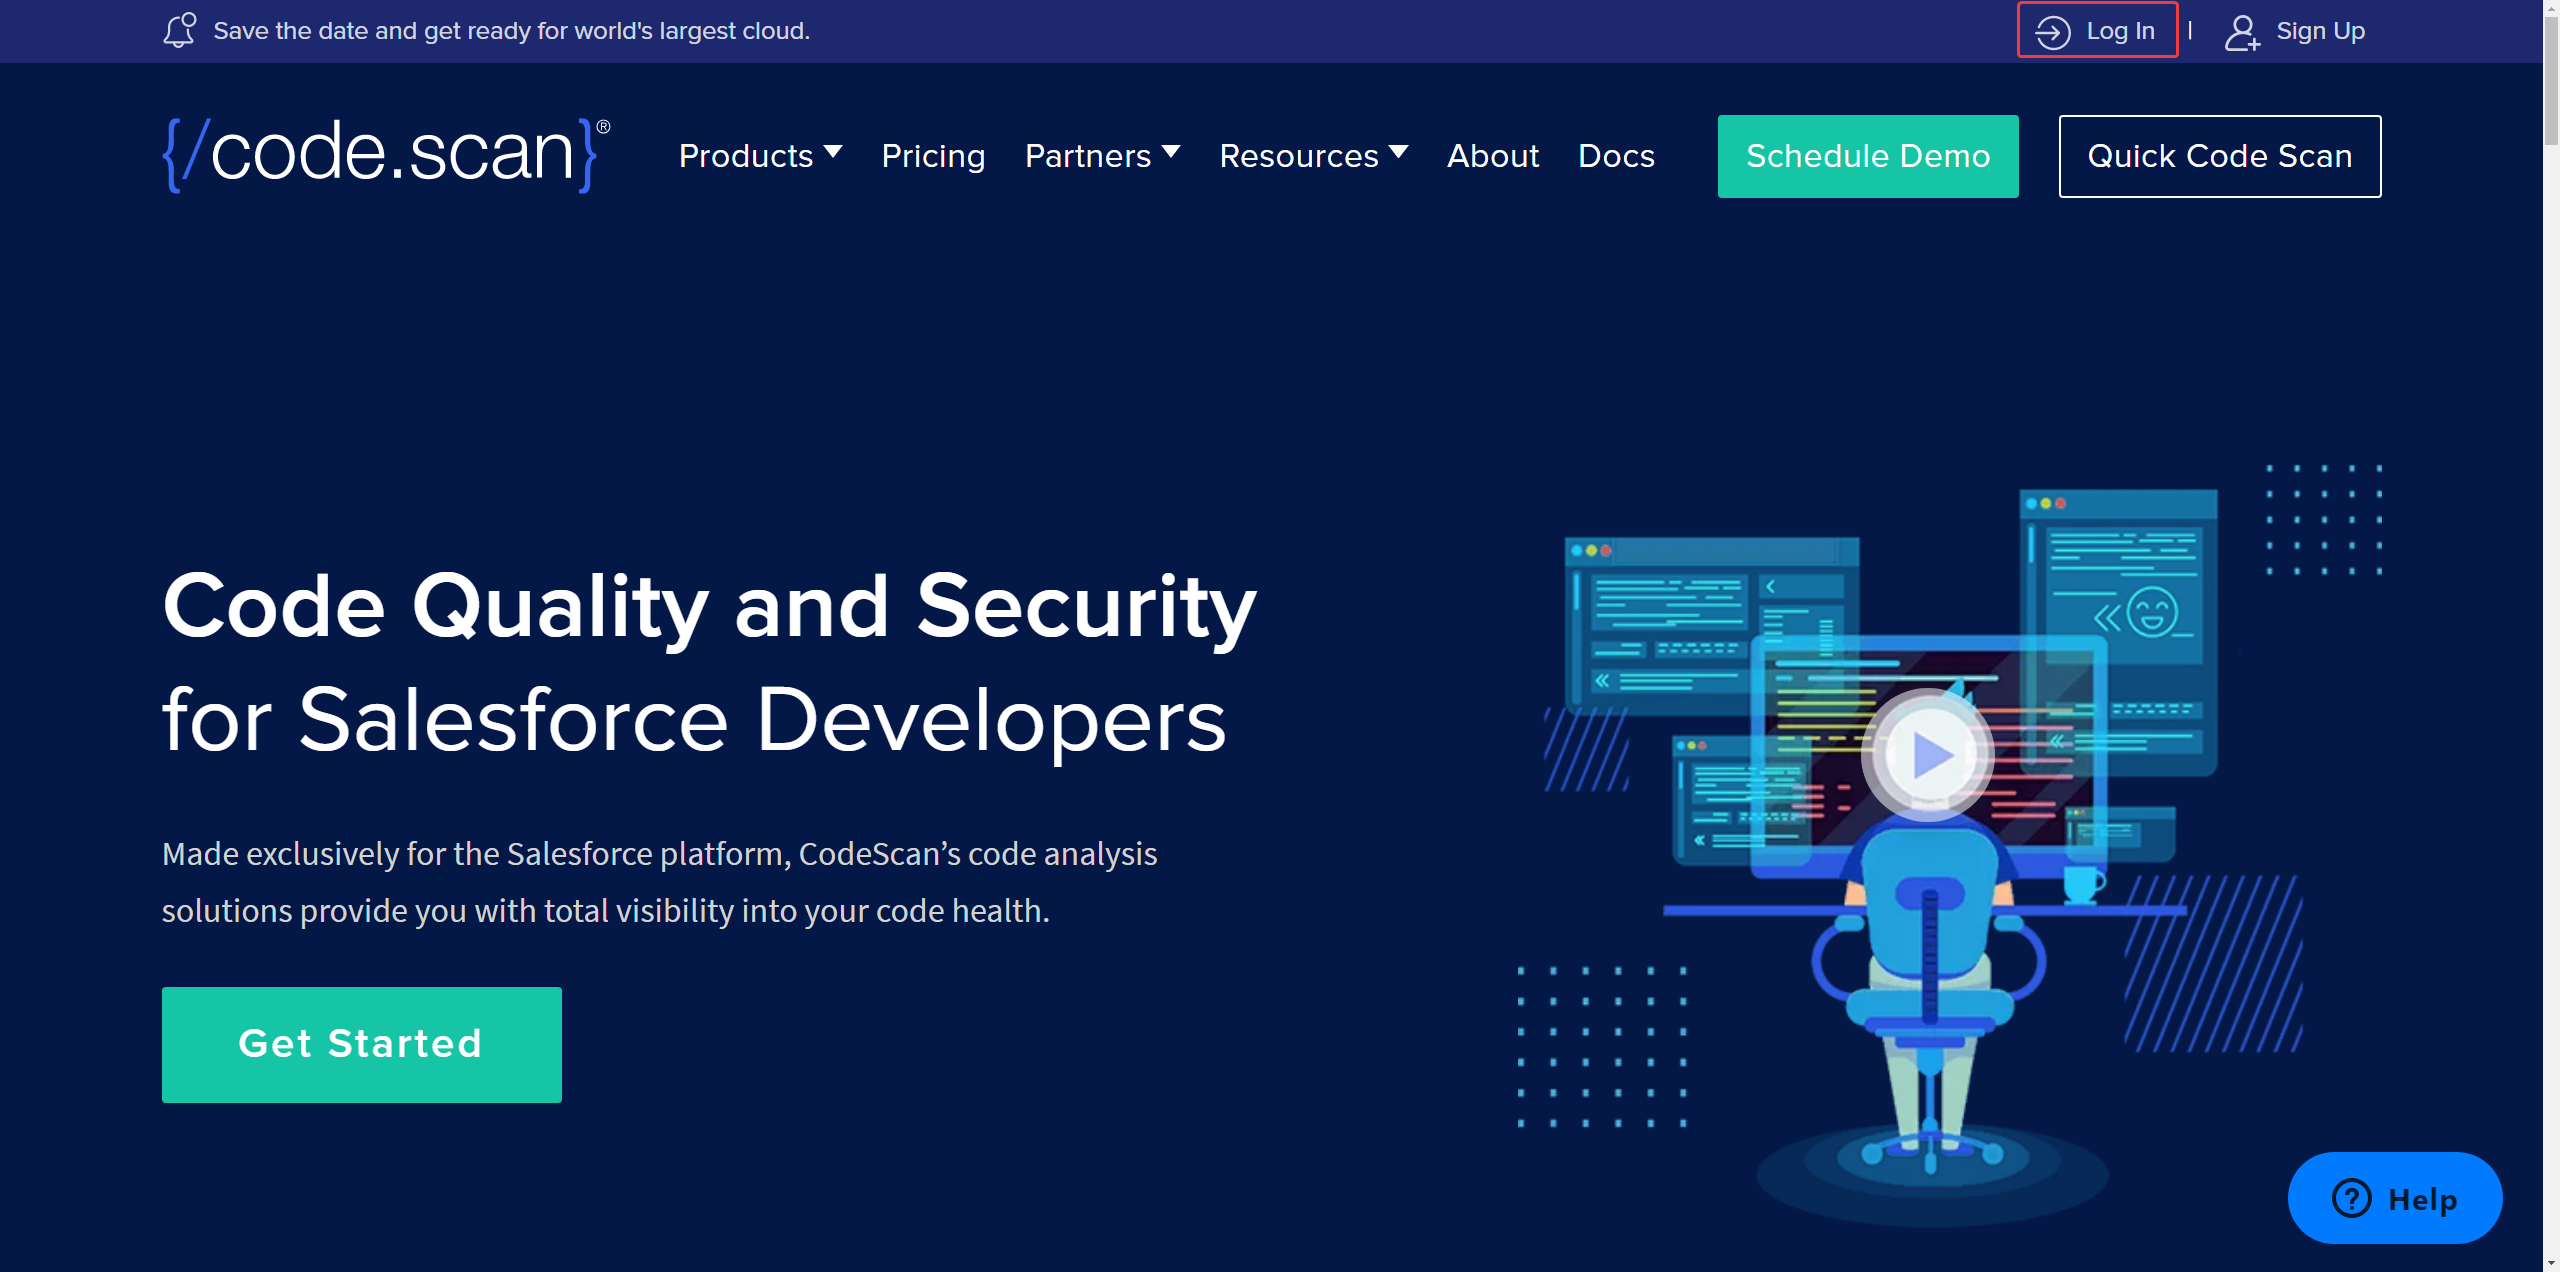 Save the date and get ready for world's largest cloud.
Log In | Sign Up
{/code.scan}®
Products Pricing Partners Resources About Docs
Schedule Demo
Quick Code Scan
Code Quality and Security
for Salesforce Developers
Made exclusively for the Salesforce platform, CodeScan’s code analysis
solutions provide you with total visibility into your code health.
Get Started
Help